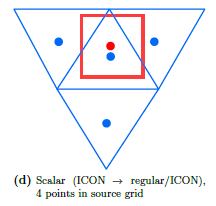 (d) Scalar (ICON → regular/ICON),
4 points in source grid